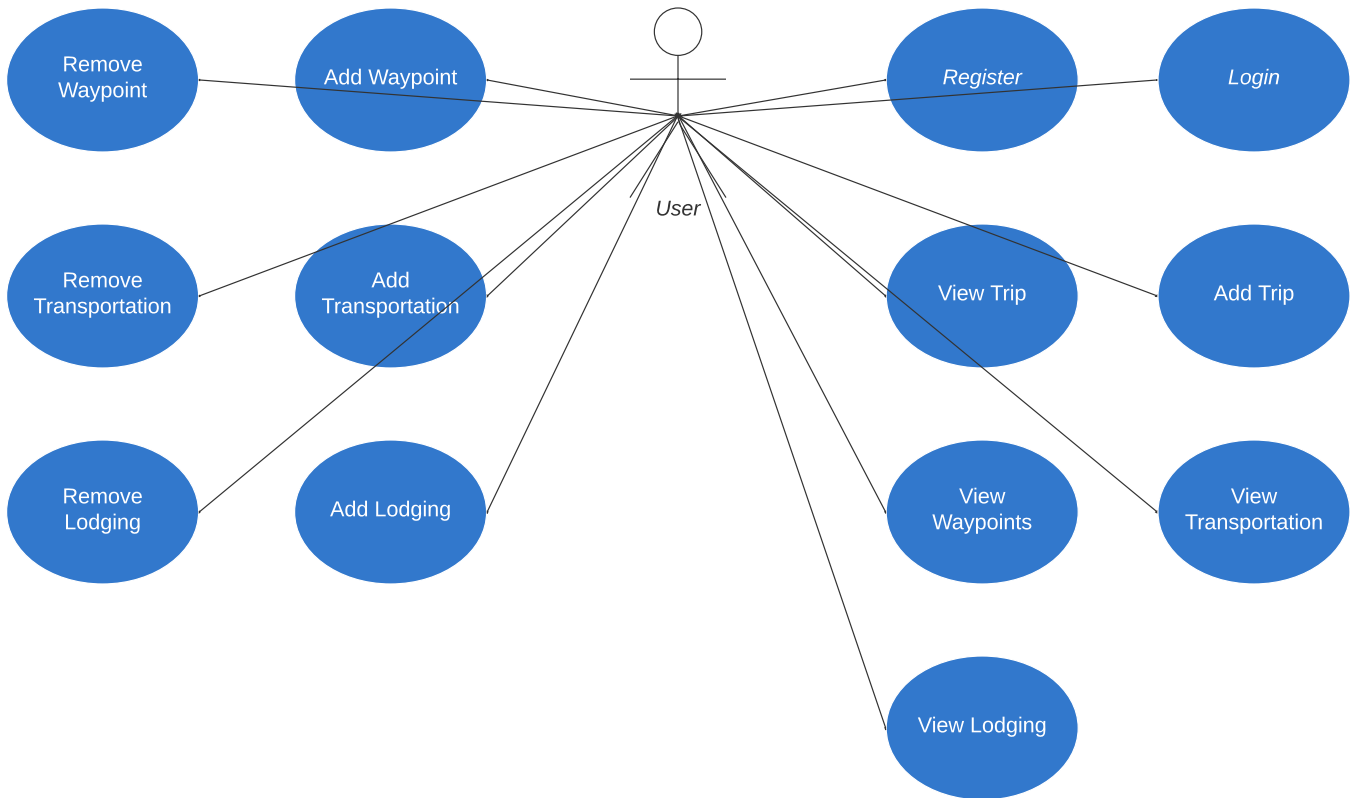 Remove
Waypoint
Add Waypoint
Register
Login
User
Remove
Transportation
Add
Transportation
View Trip
Add Trip
Remove
Lodging
Add Lodging
View
Waypoints
View
Transportation
View Lodging